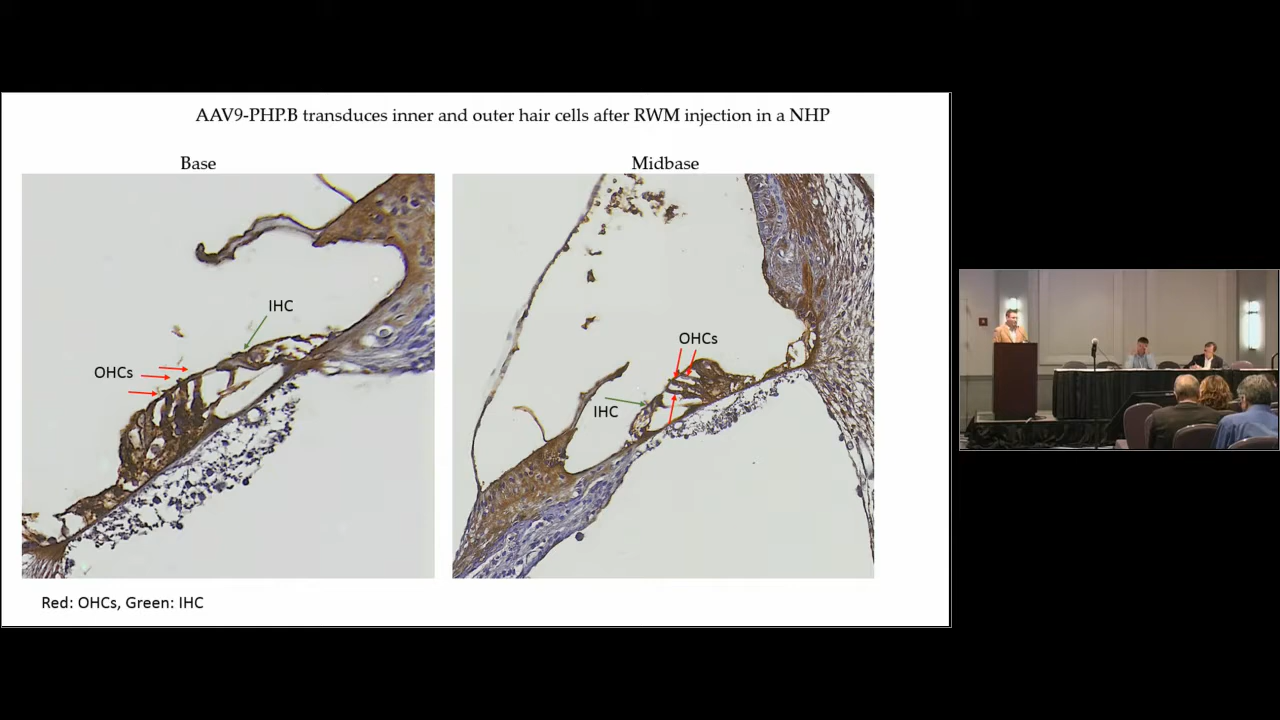 AAV9-PHP.B transduces inner and outer hair cells after RWM injection in a NHP
Base
Midbase
IHC
OHCs
OHCs
IHC
Red: OHCs, Green: IHC